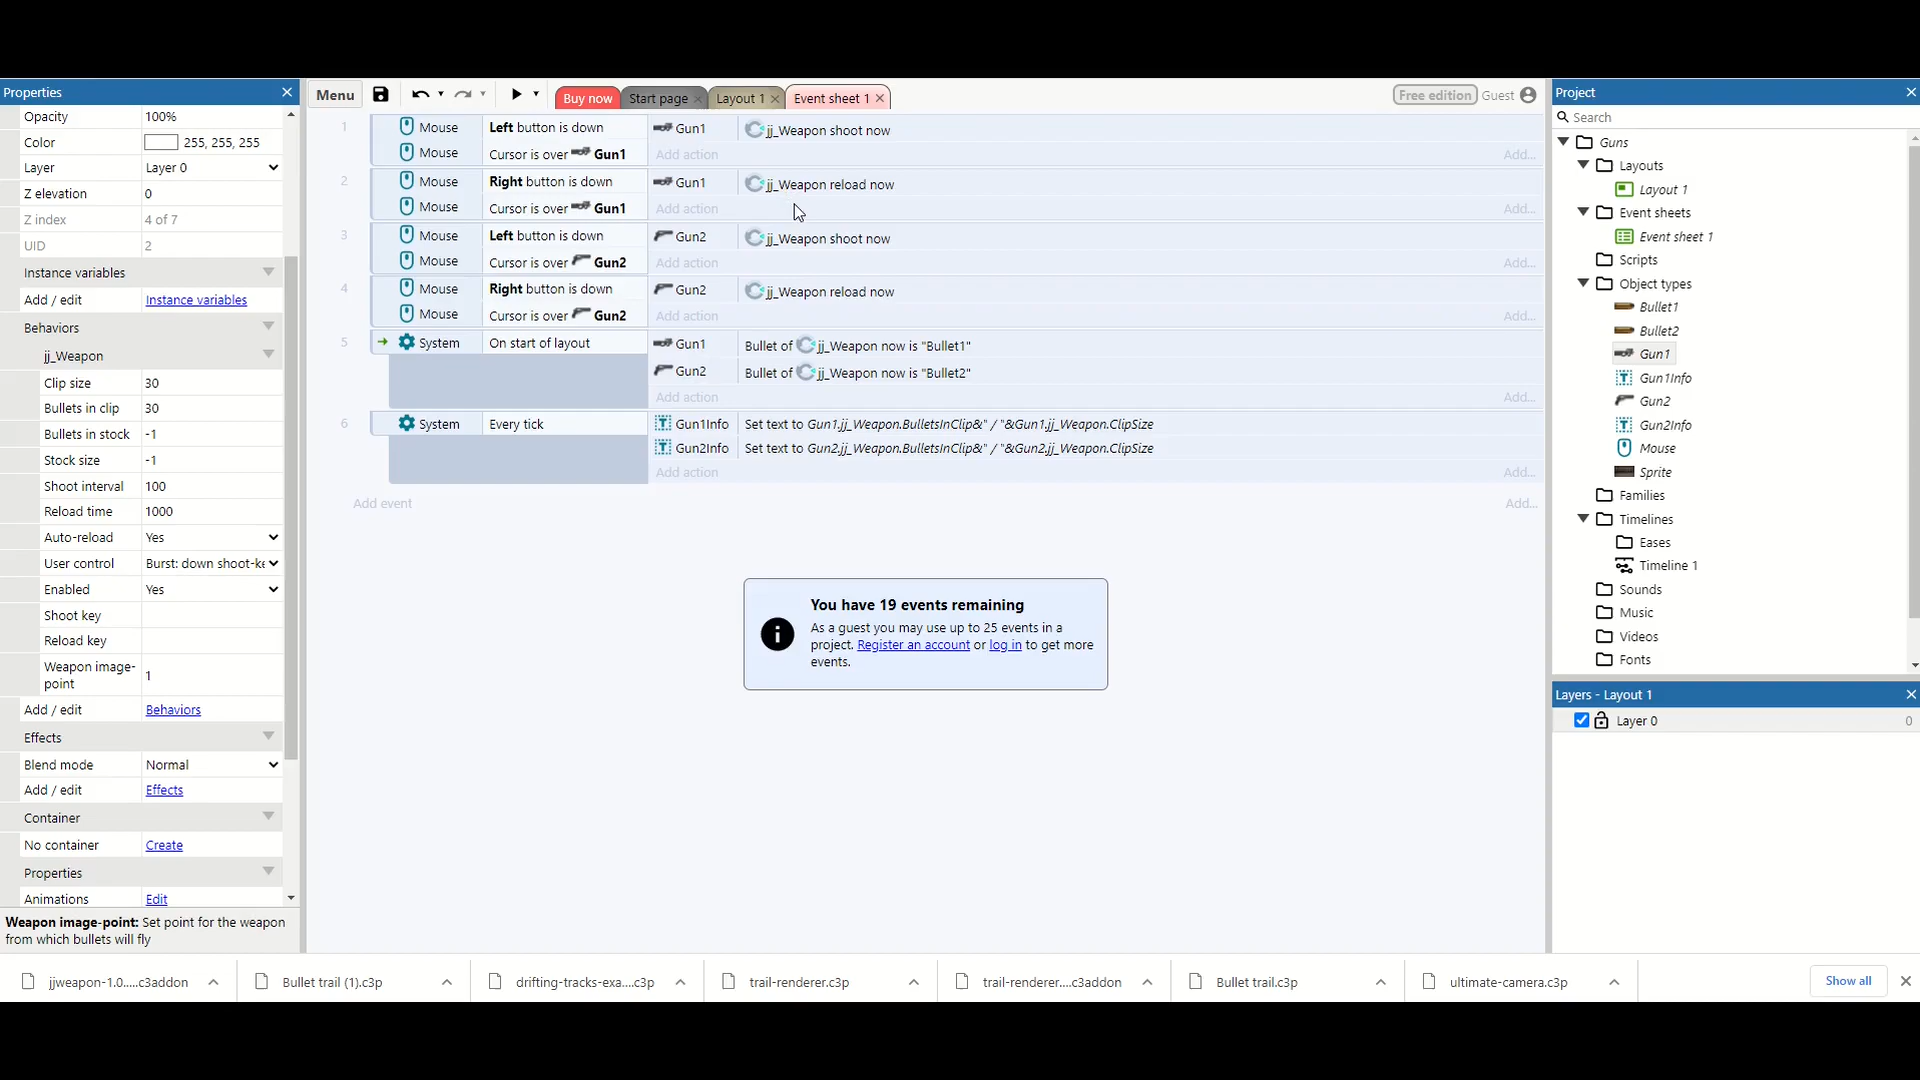 Properties
Opacity 100%
Color 255, 255, 255
Layer Layer 0
Z elevation 0
Z index 4 of 7
UID 2
Instance variables
Add / edit Instance variables
Behaviors
jj_Weapon
Clip size 30
Bullets in clip 30
Bullets in stock -1
Stock size -1
Shoot interval 100
Reload time 1000
Auto-reload Yes
User control Burst: down shoot-ke
Enabled Yes
Shoot key
Reload key
Weapon image-
point 1
Add / edit Behaviors
Effects
Blend mode Normal
Add / edit Effects
Container
No container Create
Properties
Animations Edit
Weapon image-point: Set point for the weapon
from which bullets will fly
Menu Buy now Start page Layout 1 Event sheet 1 Free edition Guest
1 Mouse Left button is down Gun1 jj_Weapon shoot now
Mouse Cursor is over Gun1 Add action Add...
2 Mouse Right button is down Gun1 jj_Weapon reload now
Mouse Cursor is over Gun1 Add action Add...
3 Mouse Left button is down Gun2 jj_Weapon shoot now
Mouse Cursor is over Gun2 Add action Add...
4 Mouse Right button is down Gun2 jj_Weapon reload now
Mouse Cursor is over Gun2 Add action Add...
5 System On start of layout Gun1 Bullet of jj_Weapon now is "Bullet1"
Gun2 Bullet of jj_Weapon now is "Bullet2"
Add action Add...
6 System Every tick Gun1Info Set text to Gun1.jj_Weapon.BulletsInClip&" / "&Gun1.jj_Weapon.ClipSize
Gun2Info Set text to Gun2.jj_Weapon.BulletsInClip&" / "&Gun2.jj_Weapon.ClipSize
Add action Add...
Add event Add...
You have 19 events remaining
As a guest you may use up to 25 events in a
project. Register an account or log in to get more
events.
Project
Search
Guns
Layouts
Layout 1
Event sheets
Event sheet 1
Scripts
Object types
Bullet1
Bullet2
Gun1
Gun1Info
Gun2
Gun2Info
Mouse
Sprite
Families
Timelines
Eases
Timeline 1
Sounds
Music
Videos
Fonts
Layers - Layout 1
Layer 0 0
jjweapon-1.0.....c3addon Bullet trail (1).c3p drifting-tracks-exa....c3p trail-renderer.c3p trail-renderer....c3addon Bullet trail.c3p ultimate-camera.c3p Show all